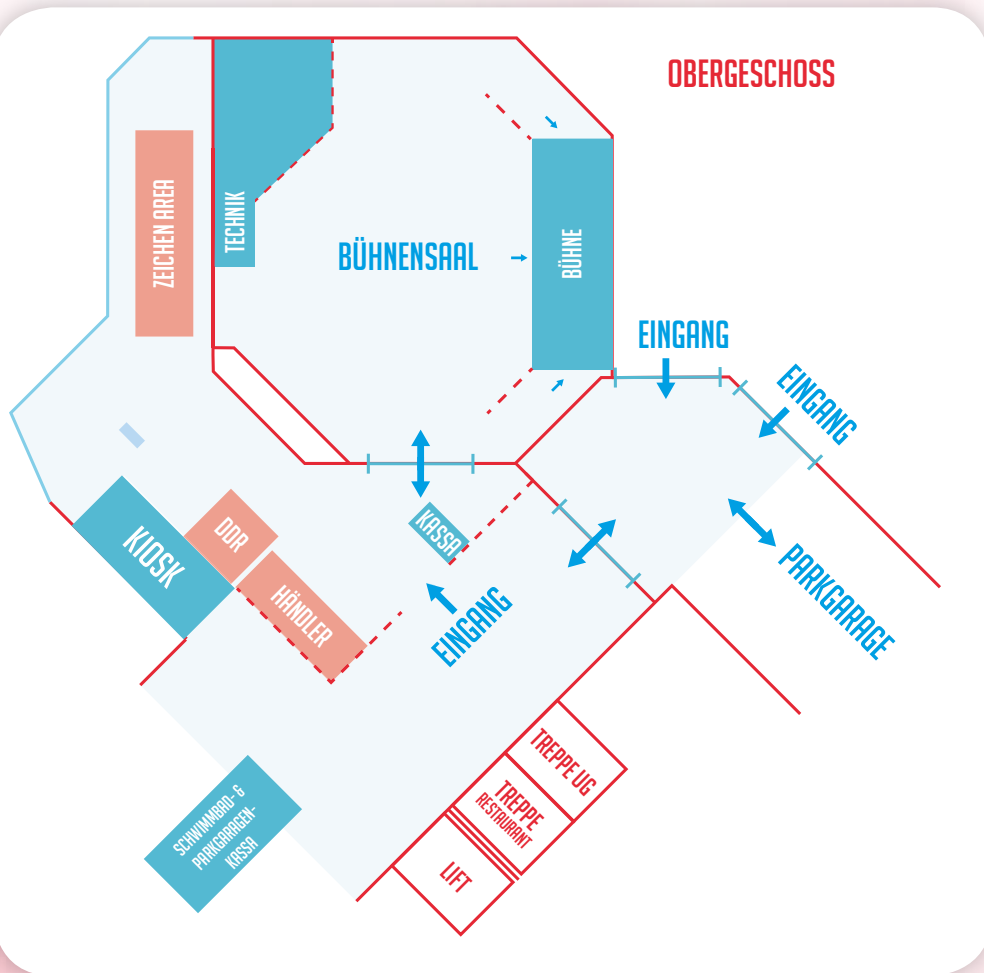 OBERGESCHOSS
ZEICHEN AREA
TECHNIK
BÜHNENSAAL
BÜHNE
EINGANG
EINGANG
KASSA
KIOSK
DDR
HÄNDLER
EINGANG
PARKGARAGE
TREPPE UG
TREPPE
RESTAURANT
LIFT
SCHWIMMBAD- &
PARKGARAGEN-
KASSA